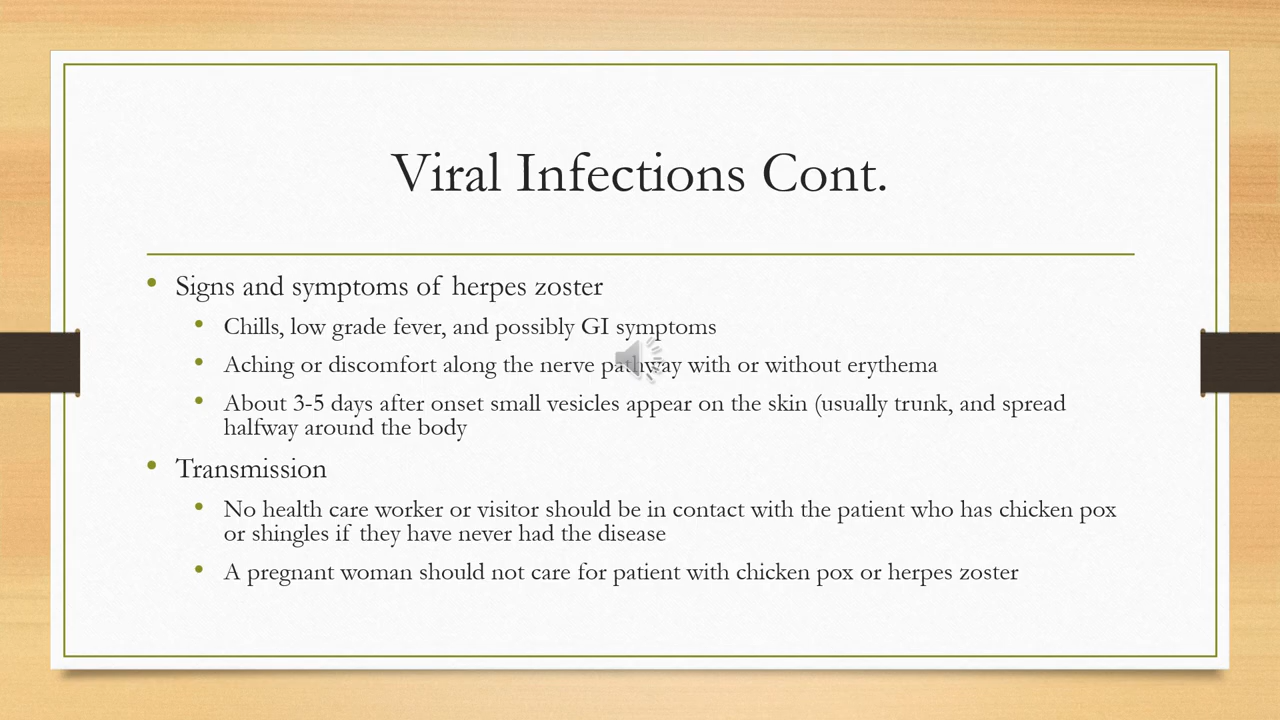 Viral Infections Cont.
• Signs and symptoms of herpes zoster
• Chills, low grade fever, and possibly GI symptoms
• Aching or discomfort along the nerve pathway with or without erythema
• About 3-5 days after onset small vesicles appear on the skin (usually trunk, and spread
halfway around the body
• Transmission
• No health care worker or visitor should be in contact with the patient who has chicken pox
or shingles if they have never had the disease
• A pregnant woman should not care for patient with chicken pox or herpes zoster